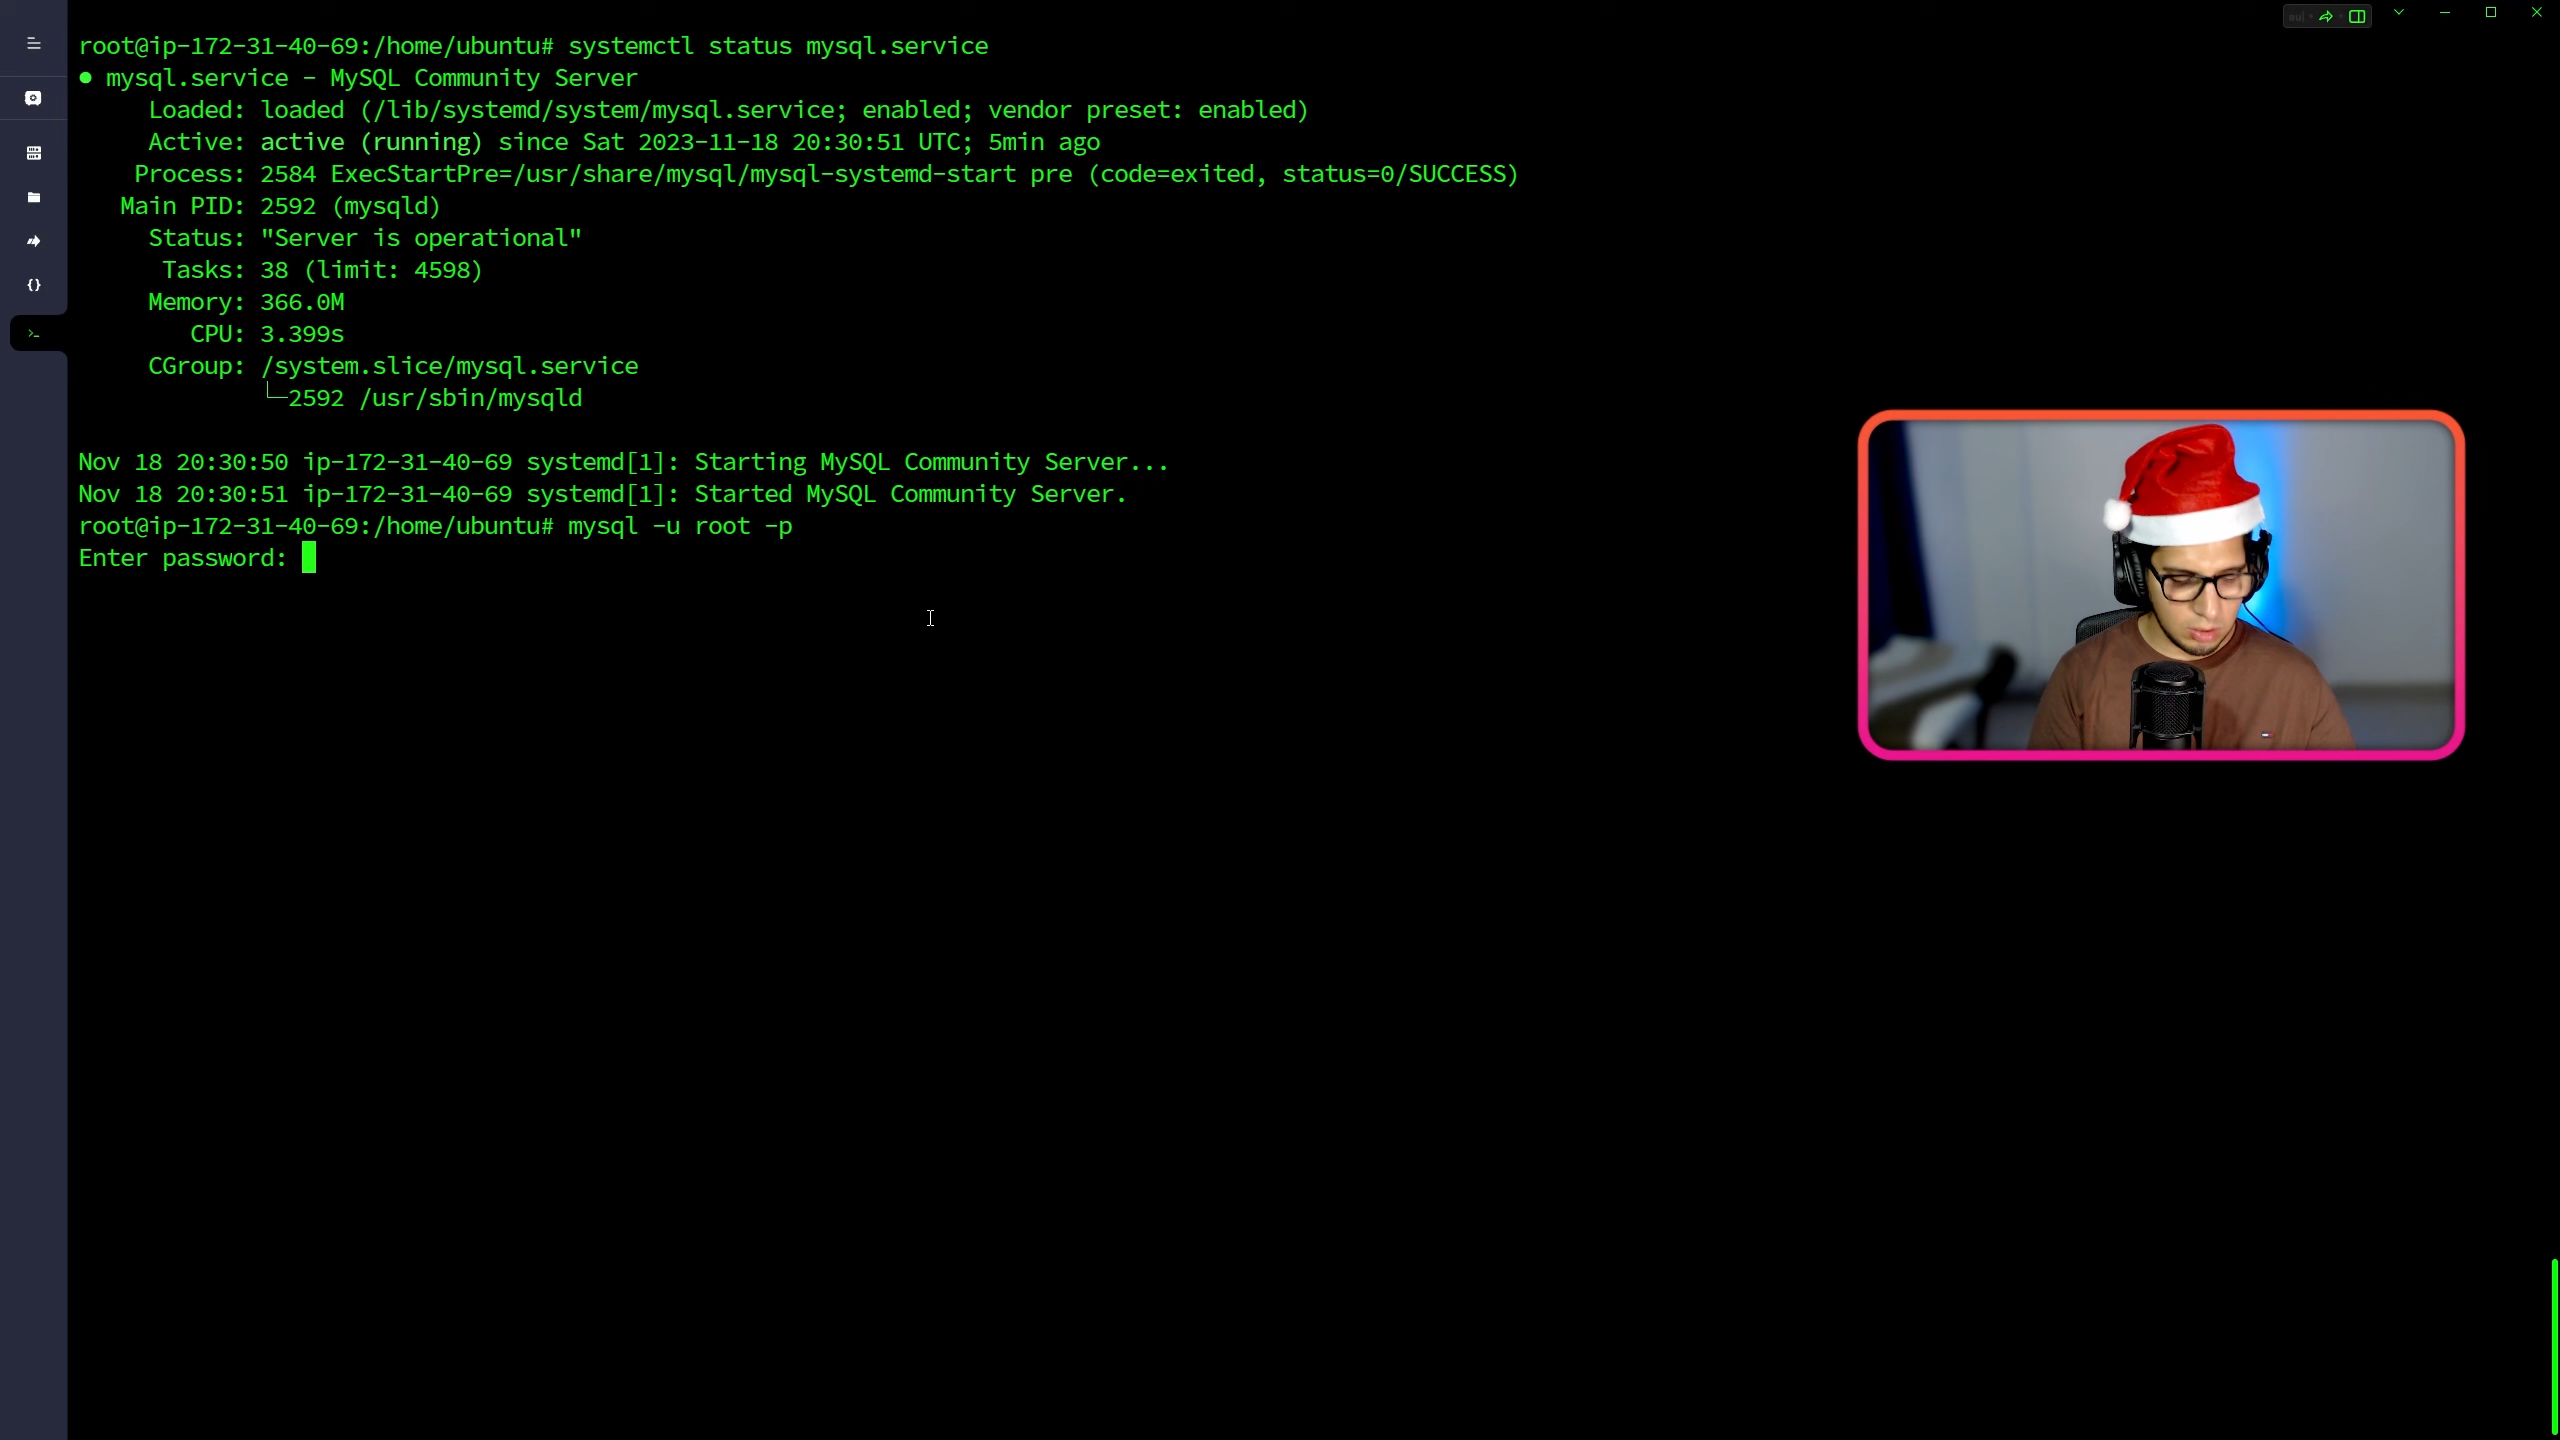 root@ip-172-31-40-69:/home/ubuntu# systemctl status mysql.service
● mysql.service - MySQL Community Server
Loaded: loaded (/lib/systemd/system/mysql.service; enabled; vendor preset: enabled)
Active: active (running) since Sat 2023-11-18 20:30:51 UTC; 5min ago
Process: 2584 ExecStartPre=/usr/share/mysql/mysql-systemd-start pre (code=exited, status=0/SUCCESS)
Main PID: 2592 (mysqld)
Status: "Server is operational"
Tasks: 38 (limit: 4598)
Memory: 366.0M
CPU: 3.399s
CGroup: /system.slice/mysql.service
└─2592 /usr/sbin/mysqld
Nov 18 20:30:50 ip-172-31-40-69 systemd[1]: Starting MySQL Community Server...
Nov 18 20:30:51 ip-172-31-40-69 systemd[1]: Started MySQL Community Server.
root@ip-172-31-40-69:/home/ubuntu# mysql -u root -p
Enter password: